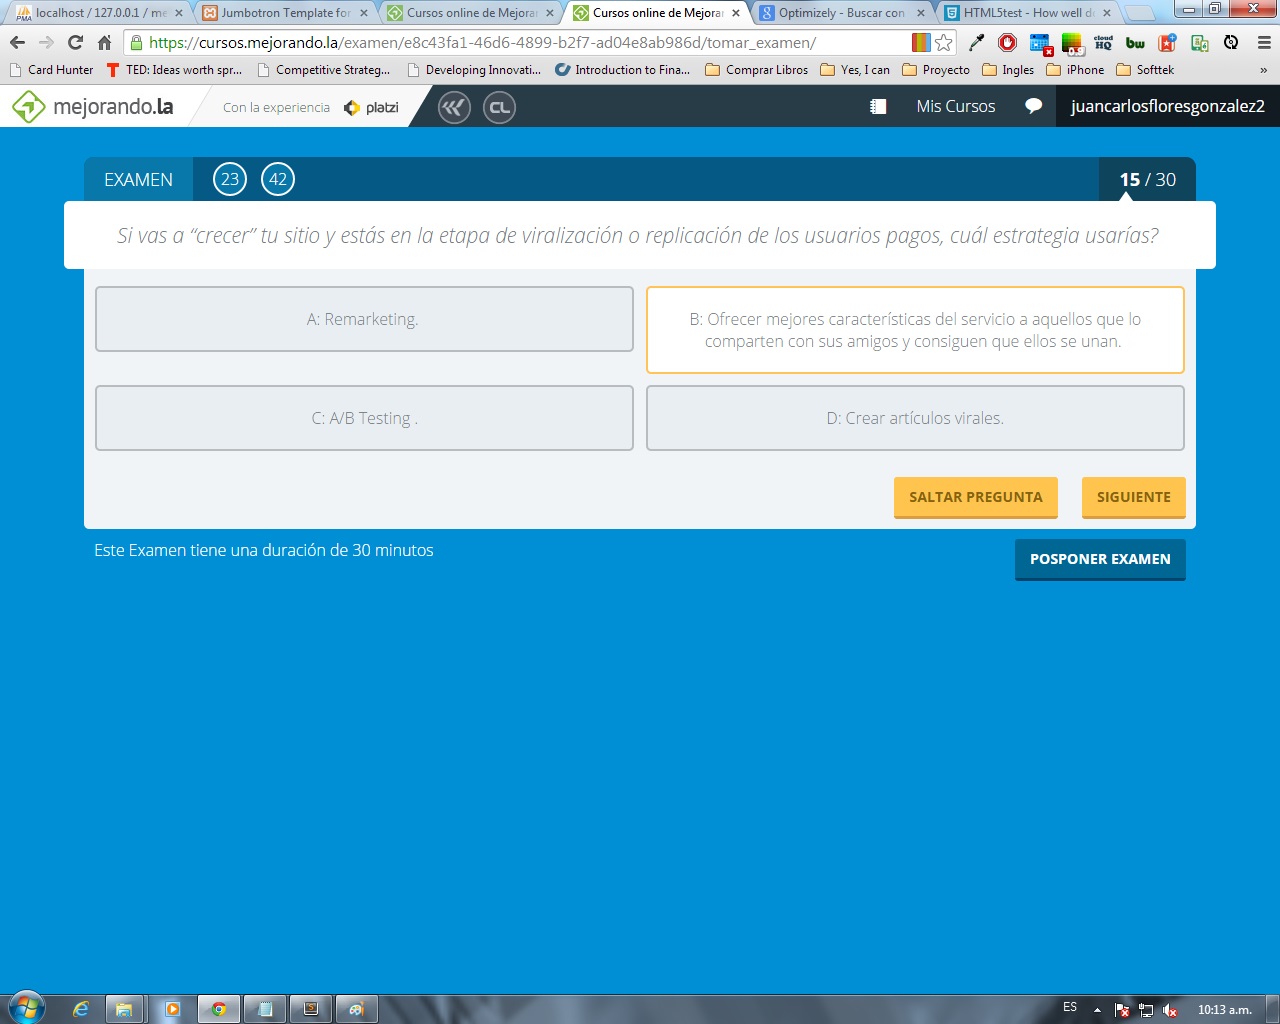 localhost / 127.0.0.1 / me
Jumbotron Template for
Cursos online de Mejorar
Cursos online de Mejorar
Optimizely - Buscar con
HTML5test - How well d
https://cursos.mejorando.la/examen/e8c43fa1-46d6-4899-b2f7-ad04e8ab986d/tomar_examen/
Card Hunter
TED: Ideas worth spr...
Competitive Strateg...
Developing Innovati...
Introduction to Fina...
Comprar Libros
Yes, I can
Proyecto
Ingles
iPhone
Softtek
»
mejorando.la
Con la experiencia
platzi
CL
Mis Cursos
juancarlosfloresgonzalez2
EXAMEN
23
42
15 / 30
Si vas a “crecer” tu sitio y estás en la etapa de viralización o replicación de los usuarios pagos, cuál estrategia usarías?
A: Remarketing.
B: Ofrecer mejores características del servicio a aquellos que lo
comparten con sus amigos y consiguen que ellos se unan.
C: A/B Testing .
D: Crear artículos virales.
SALTAR PREGUNTA
SIGUIENTE
Este Examen tiene una duración de 30 minutos
POSPONER EXAMEN
ES
10:13 a.m.